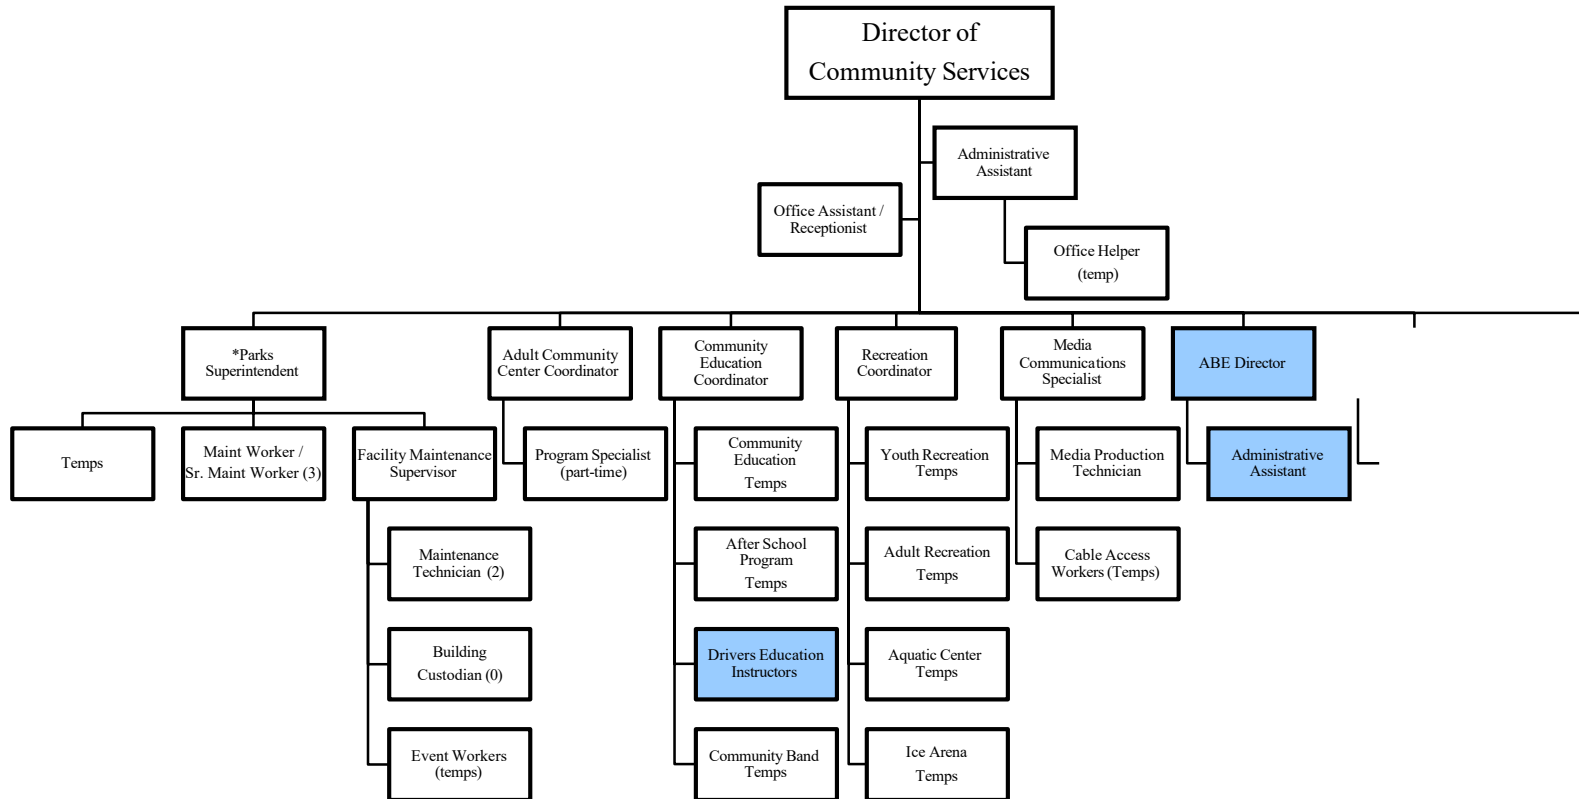 Director of
Community Services
Administrative
Assistant
Office Assistant /
Receptionist
Office Helper
(temp)
*Parks
Superintendent
Adult Community
Center Coordinator
Community
Education
Coordinator
Recreation
Coordinator
Media
Communications
Specialist
ABE Director
Temps
Maint Worker /
Sr. Maint Worker (3)
Facility Maintenance
Supervisor
Program Specialist
(part-time)
Community
Education
Temps
Youth Recreation
Temps
Media Production
Technician
Administrative
Assistant
Maintenance
Technician (2)
After School
Program
Temps
Adult Recreation
Temps
Cable Access
Workers (Temps)
Building
Custodian (0)
Drivers Education
Instructors
Aquatic Center
Temps
Event Workers
(temps)
Community Band
Temps
Ice Arena
Temps